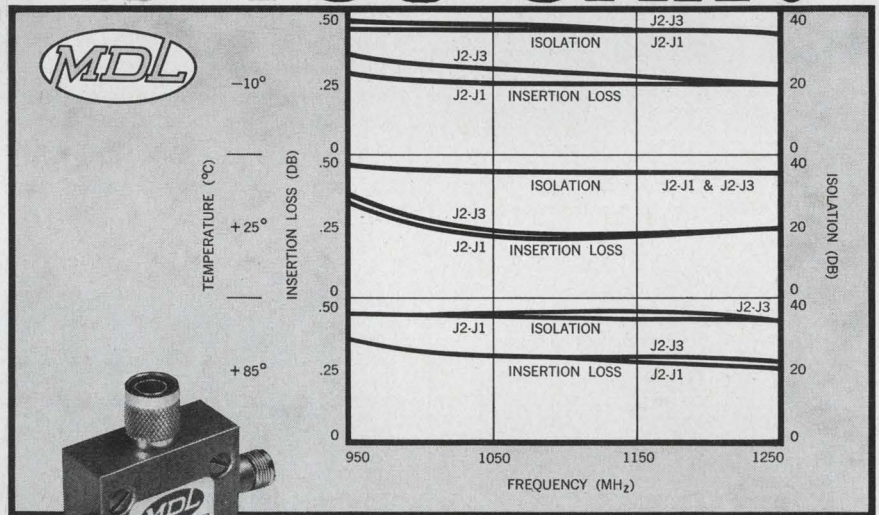 MDL
TEMPERATURE (°C)
−10°
+25°
+85°
INSERTION LOSS (DB)
.50
.25
0
.50
.25
0
.50
.25
0
J2-J3
ISOLATION
J2-J1
J2-J3
J2-J1
INSERTION LOSS
ISOLATION
J2-J1 & J2-J3
J2-J3
J2-J1
INSERTION LOSS
J2-J3
J2-J1
ISOLATION
J2-J3
INSERTION LOSS
J2-J1
40
20
0
40
20
0
40
20
0
ISOLATION (DB)
950
1050
1150
1250
FREQUENCY (MHz)
MDL